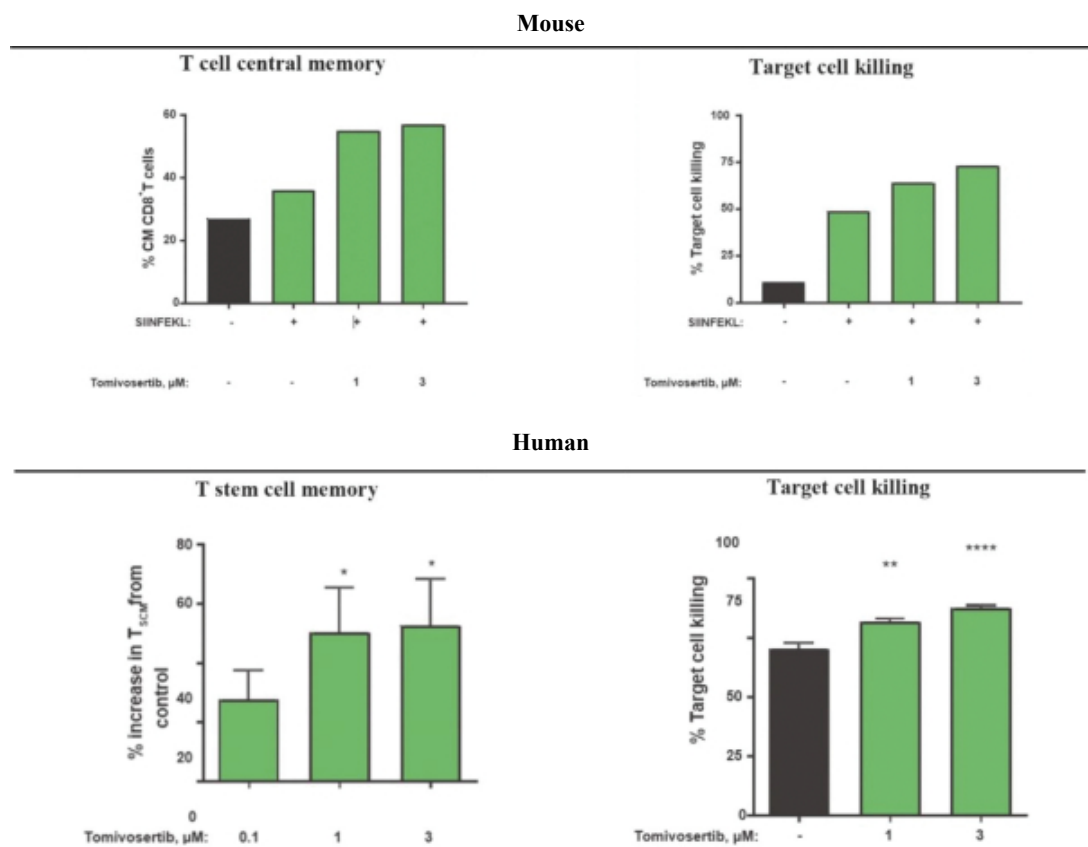 Mouse
T cell central memory
Target cell killing
% CM CD8+T cells
60
40
20
0
SIINFEKL: - + |+ +
Tomivosertib, μM: - - 1 3
% Target cell killing
100
75
50
25
0
SIINFEKL: - + + +
Tomivosertib, μM: - - 1 3
Human
T stem cell memory
Target cell killing
% increase in TSCM from
control
80
60
40
20
0
* *
Tomivosertib, μM: 0.1 1 3
% Target cell killing
100
75
50
25
0
** ****
Tomivosertib, μM: - 1 3